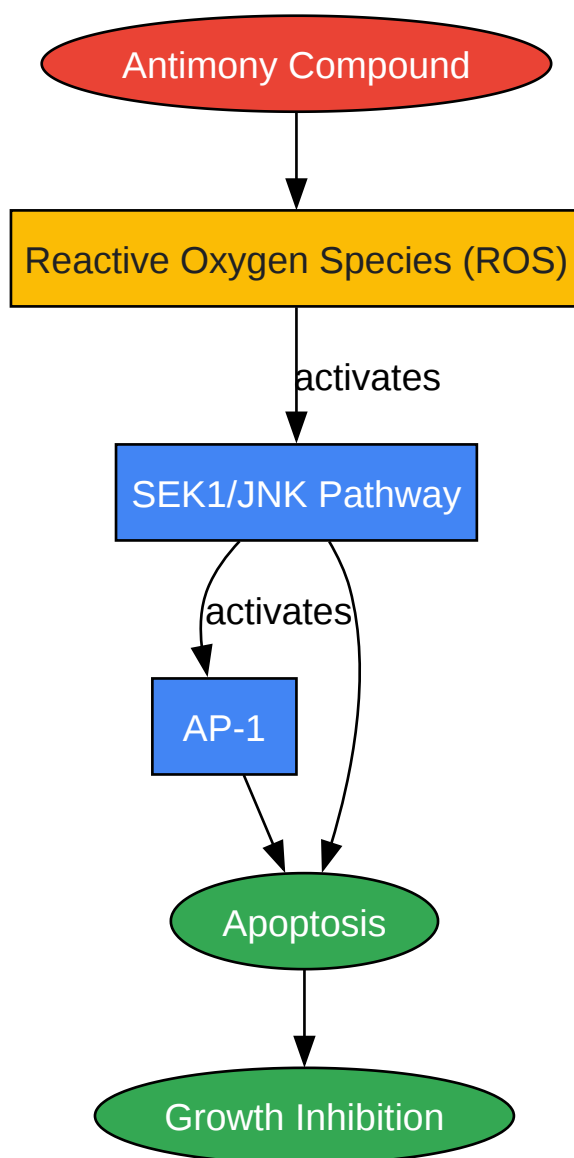 Antimony Compound
Reactive Oxygen Species (ROS)
activates
SEK1/JNK Pathway
activates
AP-1
Apoptosis
Growth Inhibition